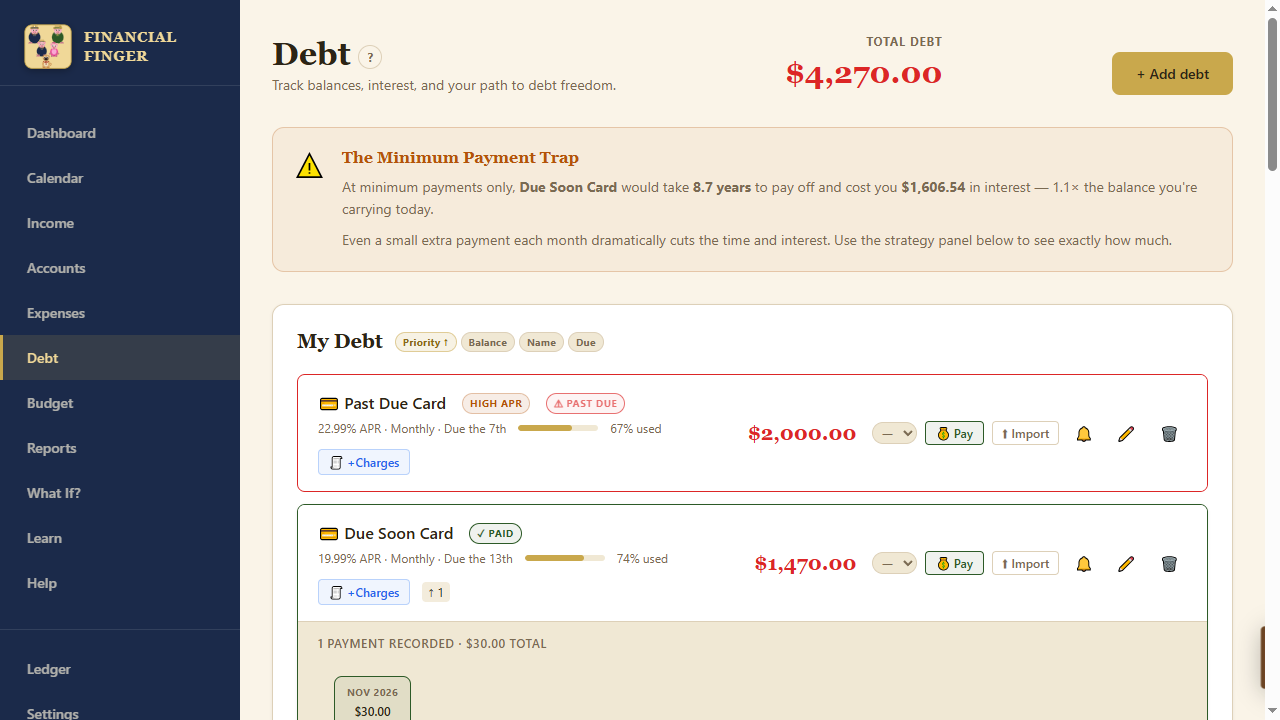 FINANCIAL
FINGER
Dashboard
Calendar
Income
Accounts
Expenses
Debt
Budget
Reports
What If?
Learn
Help
Ledger
Settings
Debt ?
Track balances, interest, and your path to debt freedom.
TOTAL DEBT
$4,270.00
+ Add debt
The Minimum Payment Trap
At minimum payments only, Due Soon Card would take 8.7 years to pay off and cost you $1,606.54 in interest — 1.1× the balance you're
carrying today.
Even a small extra payment each month dramatically cuts the time and interest. Use the strategy panel below to see exactly how much.
My Debt Priority ↑ Balance Name Due
Past Due Card HIGH APR ⚠ PAST DUE
22.99% APR · Monthly · Due the 7th 67% used
$2,000.00 — Pay ⬆ Import
+Charges
Due Soon Card ✓ PAID
19.99% APR · Monthly · Due the 13th 74% used
$1,470.00 — Pay ⬆ Import
+Charges ↑ 1
1 PAYMENT RECORDED · $30.00 TOTAL
NOV 2026
$30.00